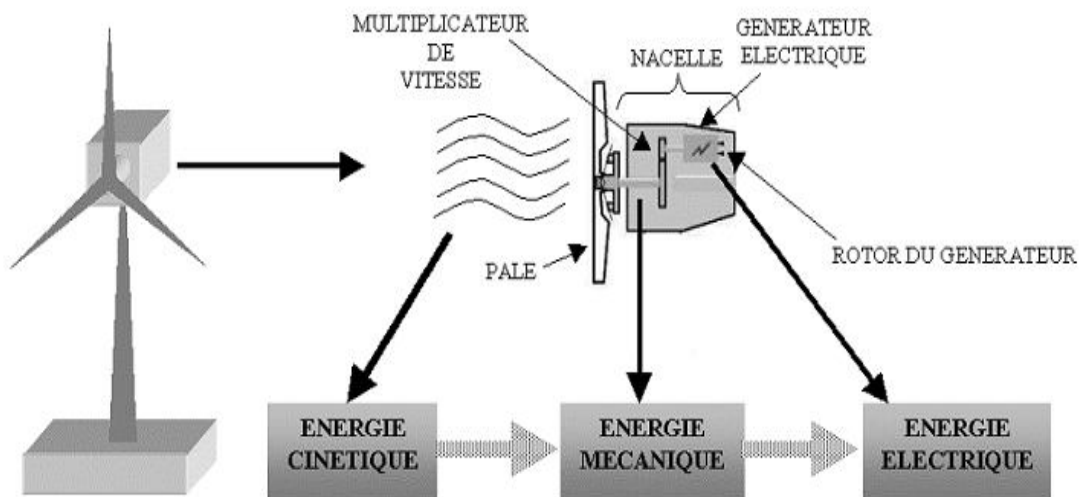 MULTIPLICATEUR
DE
VITESSE
GENERATEUR
ELECTRIQUE
NACELLE
PALE
ROTOR DU GENERATEUR
ENERGIE
CINETIQUE
ENERGIE
MECANIQUE
ENERGIE
ELECTRIQUE